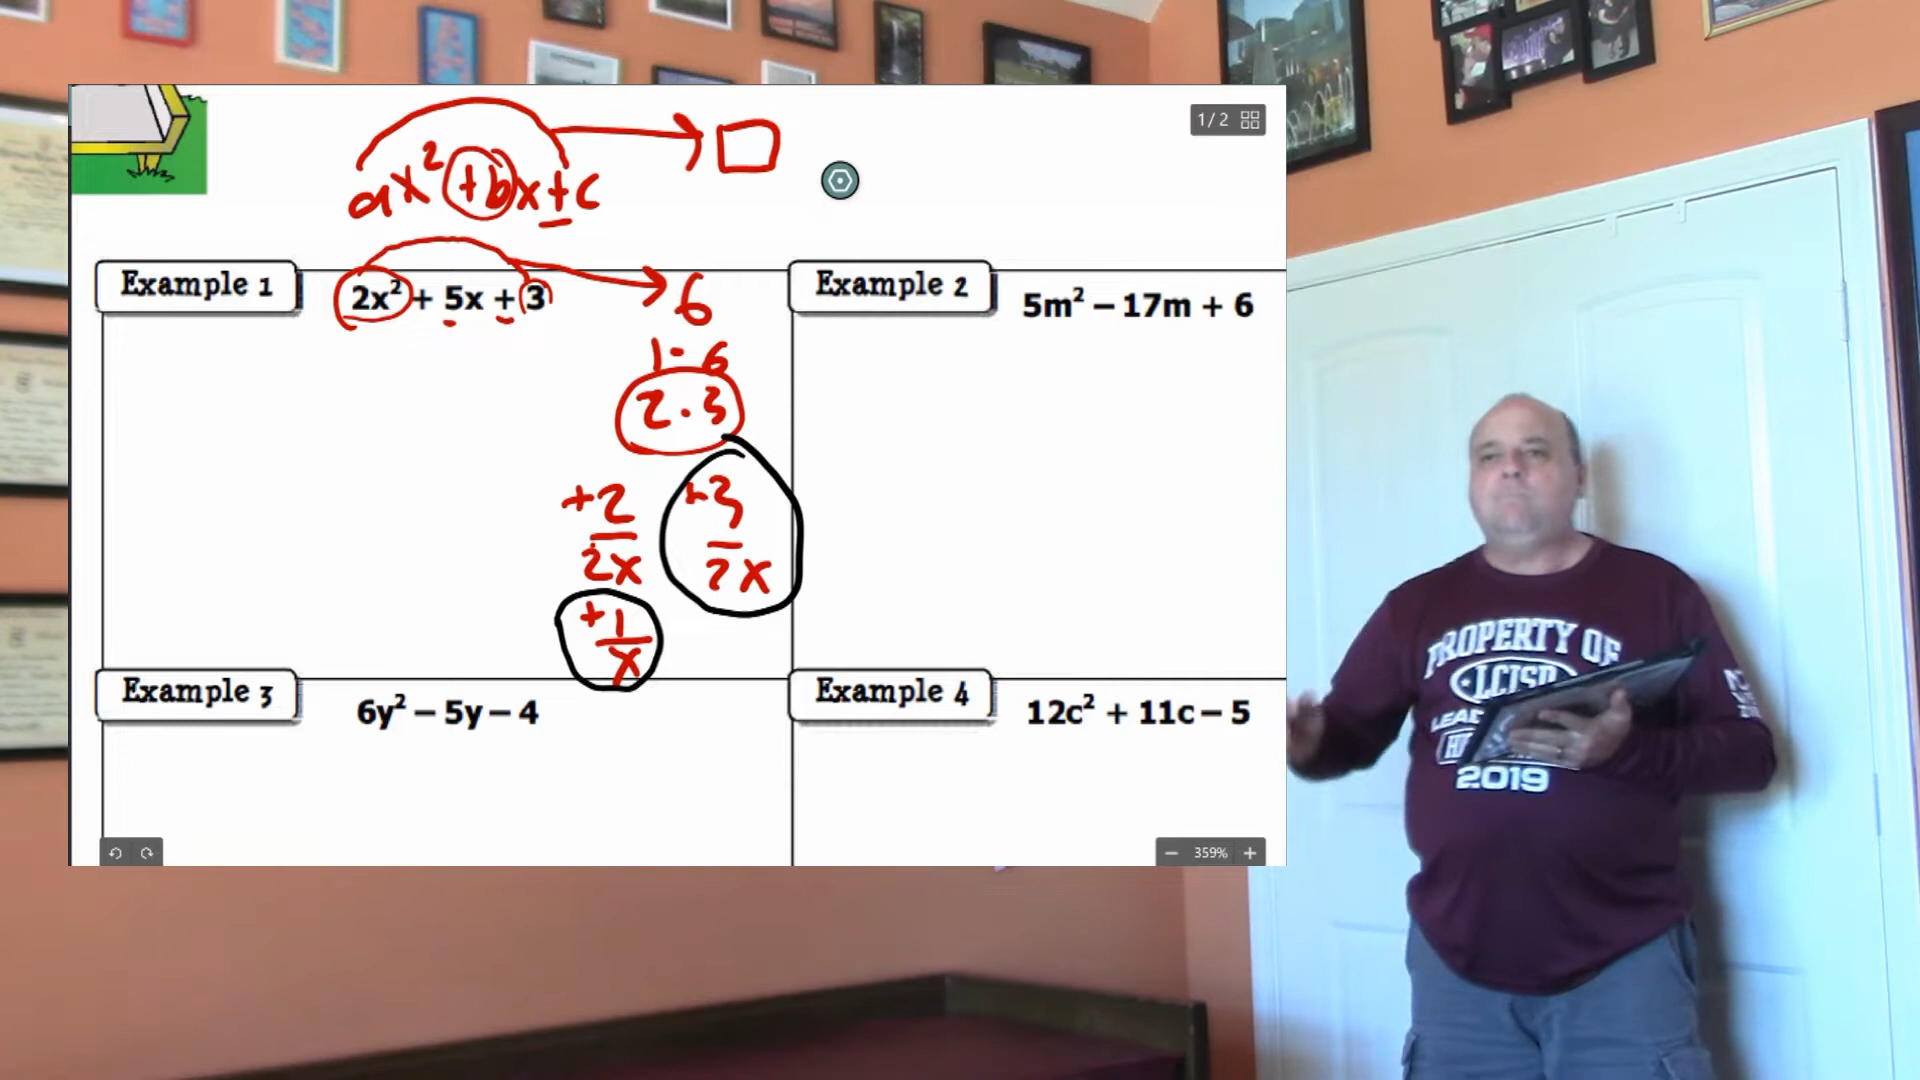 1 / 2
ax² + bx + c → □
Example 1
2x² + 5x + 3 → 6
1 · 6
2 · 3
+2/2x +3/2x
+1/x
Example 2
5m² – 17m + 6
Example 3
6y² – 5y – 4
Example 4
12c² + 11c – 5
359%
PROPERTY OF
LCISD
2019